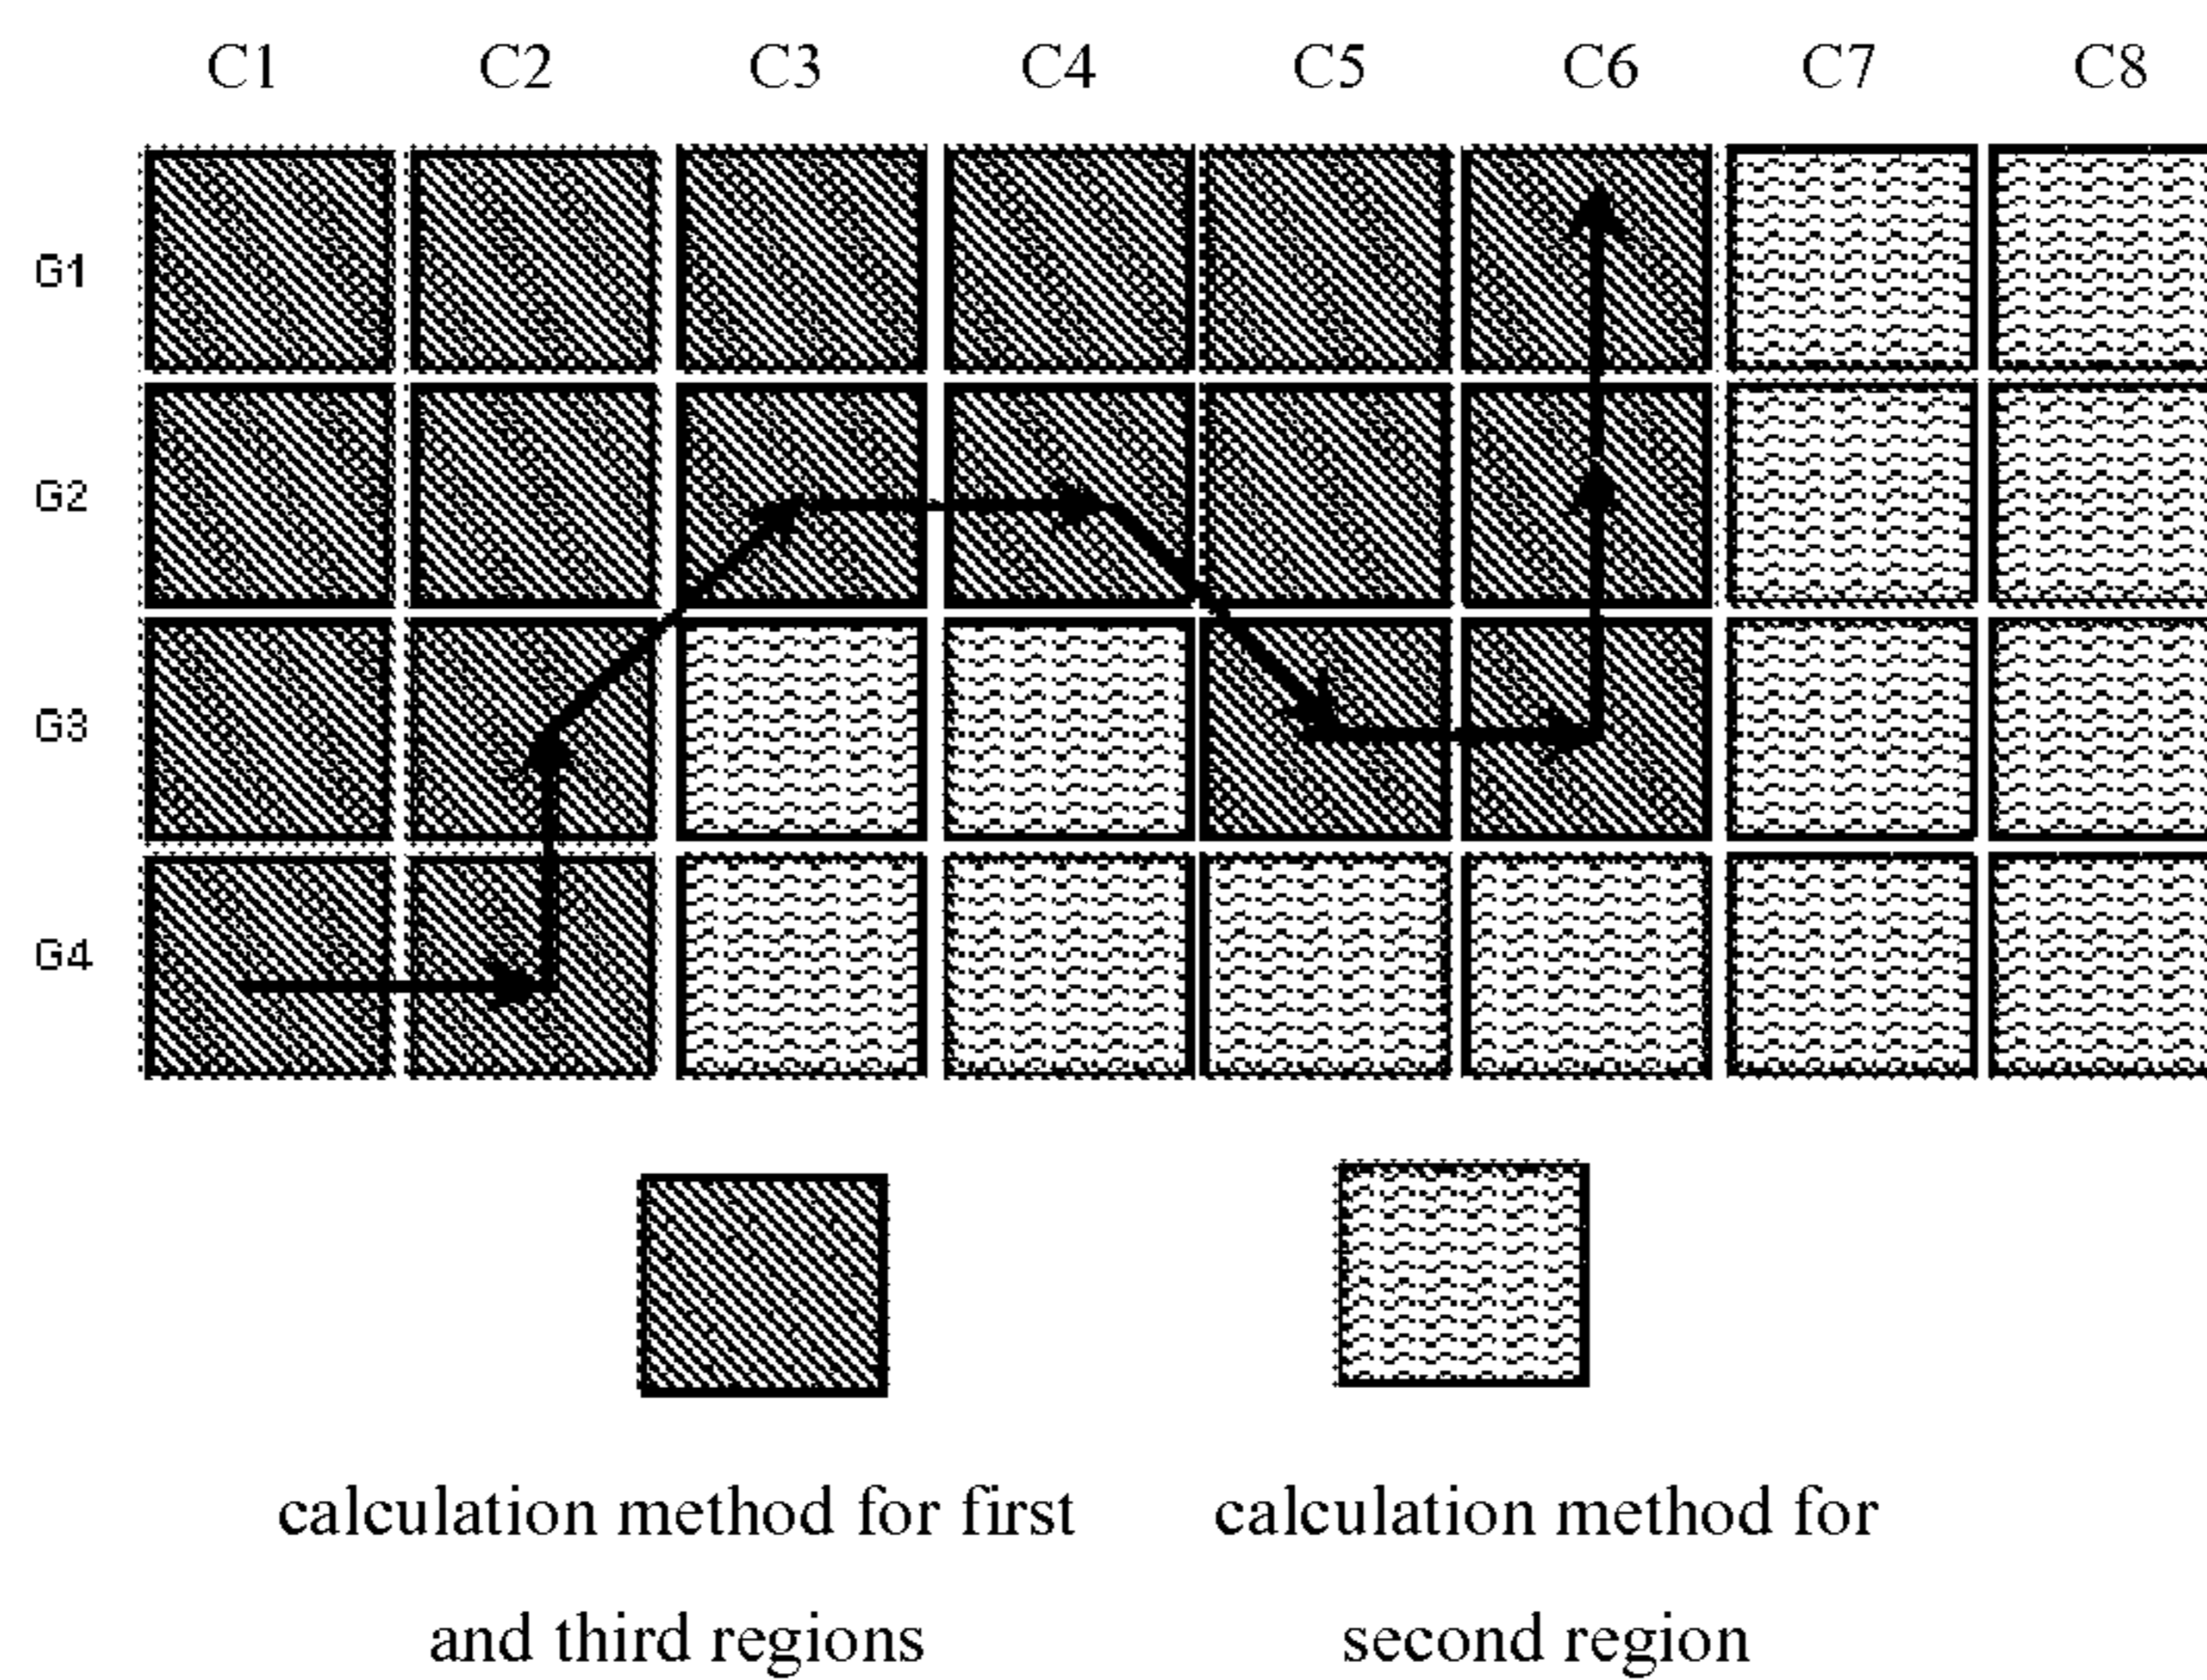 C1 C2 C3 C4 C5 C6 C7 C8
G1
G2
G3
G4
calculation method for first
and third regions
calculation method for
second region